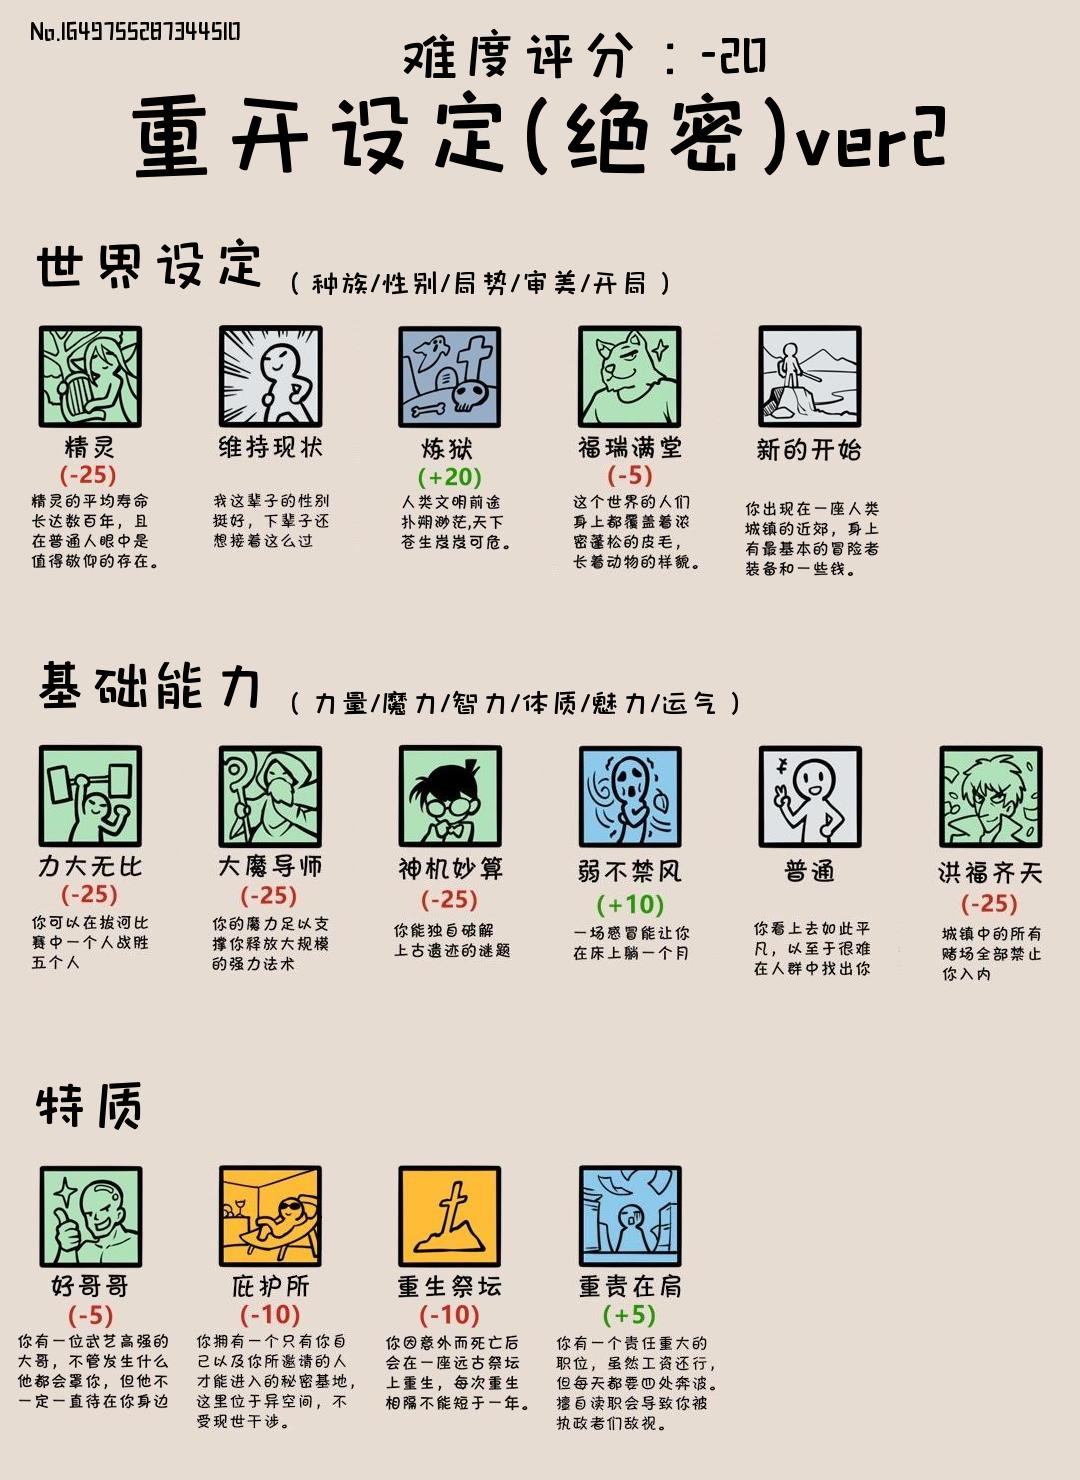 No.1649755287344510
难度评分：-20
重开设定(绝密)ver2
世界设定（种族/性别/局势/审美/开局）
精灵
(-25)
精灵的平均寿命
长达数百年，且
在普通人眼中是
值得敬仰的存在。
维持现状
我这辈子的性别
挺好，下辈子还
想接着这么过
炼狱
(+20)
人类文明前途
扑朔渺茫,天下
苍生岌岌可危。
福瑞满堂
(-5)
这个世界的人们
身上都覆盖着浓
密蓬松的皮毛，
长着动物的样貌。
新的开始
你出现在一座人类
城镇的近郊，身上
有最基本的冒险者
装备和一些钱。
基础能力（力量/魔力/智力/体质/魅力/运气）
力大无比
(-25)
你可以在拔河比
赛中一个人战胜
五个人
大魔导师
(-25)
你的魔力足以支
撑你释放大规模
的强力法术
神机妙算
(-25)
你能独自破解
上古遗迹的谜题
弱不禁风
(+10)
一场感冒能让你
在床上躺一个月
普通
你看上去如此平
凡，以至于很难
在人群中找出你
洪福齐天
(-25)
城镇中的所有
赌场全部禁止
你入内
特质
好哥哥
(-5)
你有一位武艺高强的
大哥，不管发生什么
他都会罩你，但他不
一定一直待在你身边
庇护所
(-10)
你拥有一个只有你自
己以及你所邀请的人
才能进入的秘密基地，
这里位于异空间，不
受现世干涉。
重生祭坛
(-10)
你因意外而死亡后
会在一座远古祭坛
上重生，每次重生
相隔不能短于一年。
重责在肩
(+5)
你有一个责任重大的
职位，虽然工资还行，
但每天都要四处奔波。
擅自读职会导致你被
执政者们敌视。